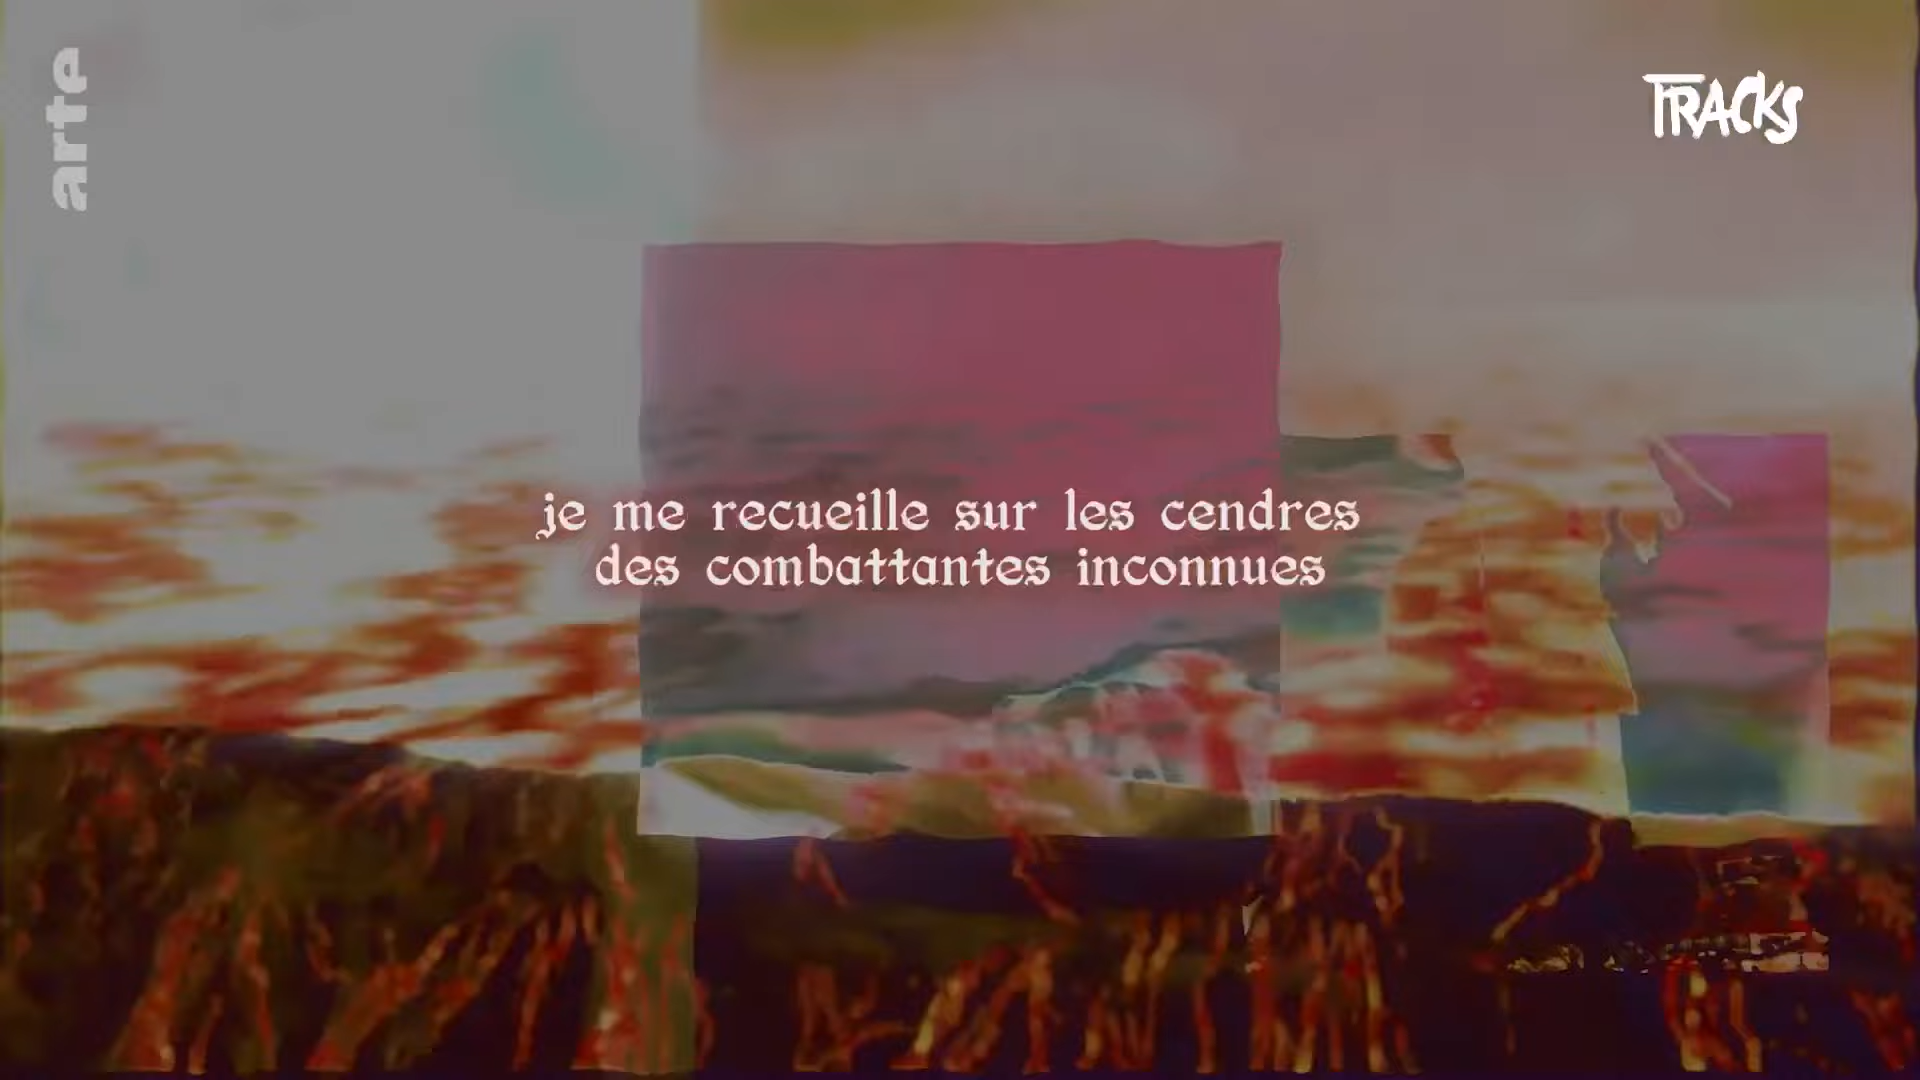 arte
TRACKS
je me recueille sur les cendres
des combattantes inconnues